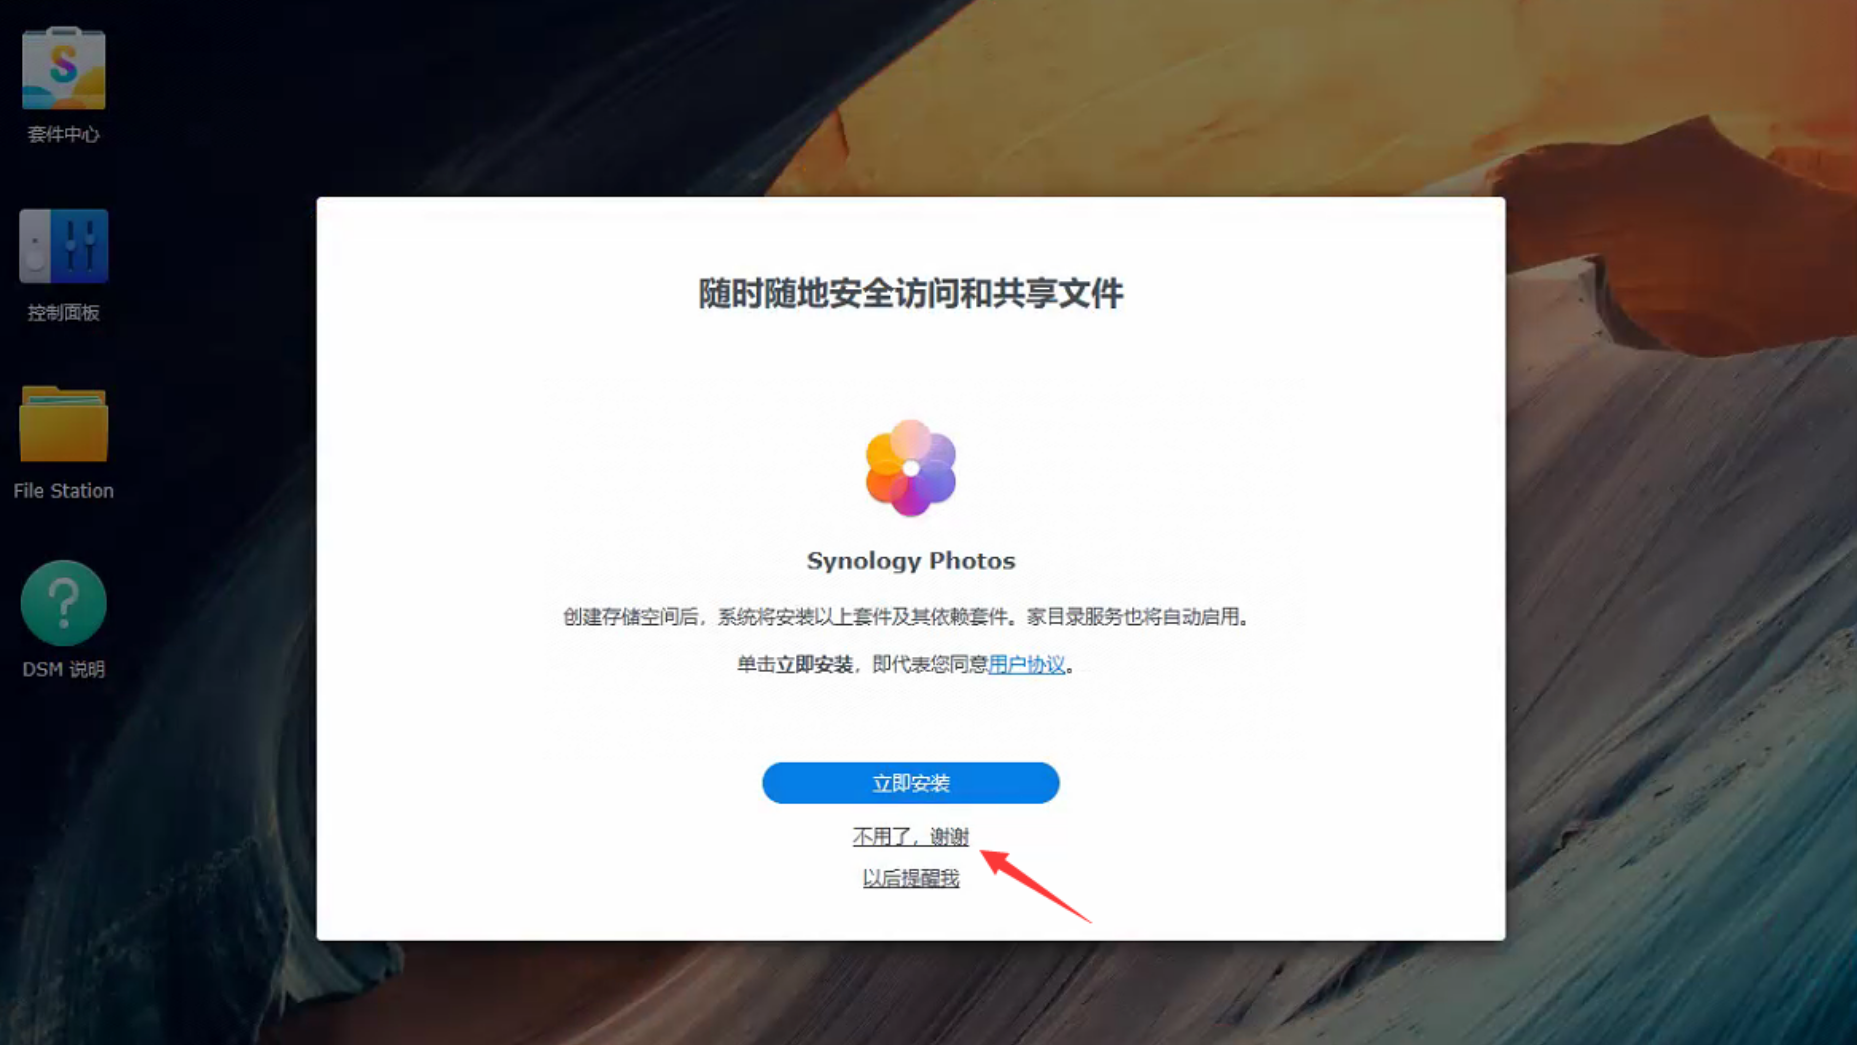 套件中心
控制面板
File Station
DSM 说明
随时随地安全访问和共享文件
Synology Photos
创建存储空间后，系统将安装以上套件及其依赖套件。家目录服务也将自动启用。
单击立即安装，即代表您同意用户协议。
立即安装
不用了，谢谢
以后提醒我